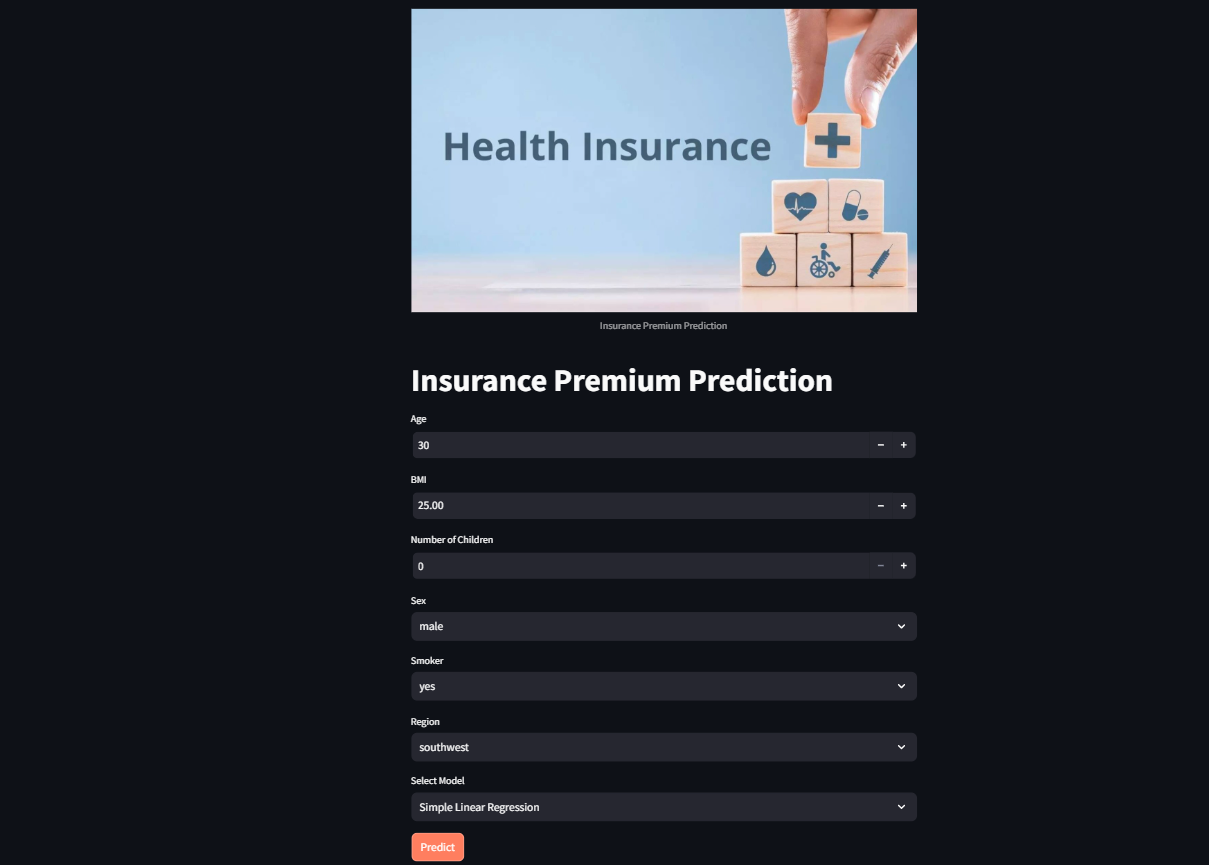 Health Insurance
Insurance Premium Prediction
Insurance Premium Prediction
Age
30
BMI
25.00
Number of Children
0
Sex
male
Smoker
yes
Region
southwest
Select Model
Simple Linear Regression
Predict